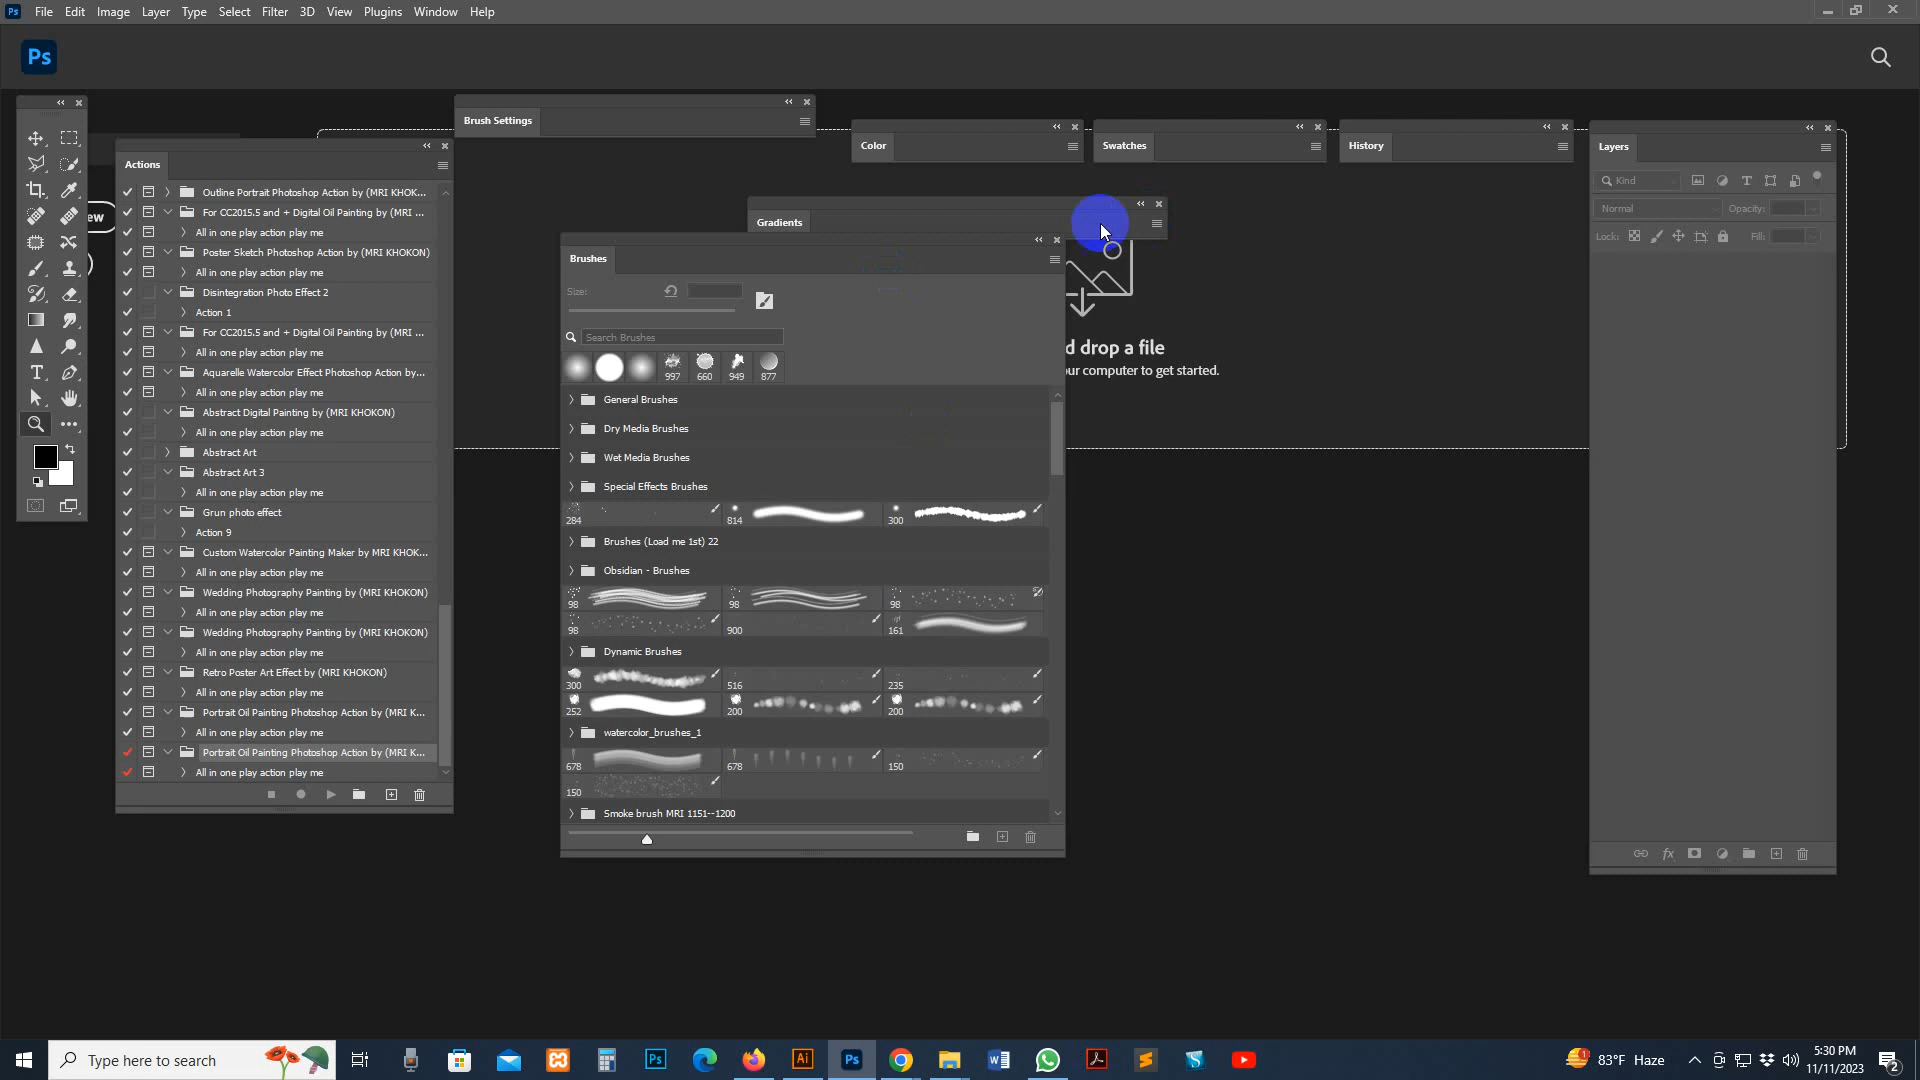 Ps File Edit Image Layer Type Select Filter 3D View Plugins Window Help
Ps
Brush Settings
Color
Swatches
History
Layers
Actions
Outline Portrait Photoshop Action by (MRI KHOK...
For CC2015.5 and + Digital Oil Painting by (MRI ...
All in one play action play me
Poster Sketch Photoshop Action by (MRI KHOKON)
All in one play action play me
Disintegration Photo Effect 2
Action 1
For CC2015.5 and + Digital Oil Painting by (MRI ...
All in one play action play me
Aquarelle Watercolor Effect Photoshop Action by...
All in one play action play me
Abstract Digital Painting by (MRI KHOKON)
All in one play action play me
Abstract Art
Abstract Art 3
All in one play action play me
Grun photo effect
Action 9
Custom Watercolor Painting Maker by MRI KHOK...
All in one play action play me
Wedding Photography Painting by (MRI KHOKON)
All in one play action play me
Wedding Photography Painting by (MRI KHOKON)
All in one play action play me
Retro Poster Art Effect by (MRI KHOKON)
All in one play action play me
Portrait Oil Painting Photoshop Action by (MRI K...
All in one play action play me
Portrait Oil Painting Photoshop Action by (MRI K...
All in one play action play me
ew
T
Gradients
Brushes
Size:
Search Brushes
997 660 949 877
General Brushes
Dry Media Brushes
Wet Media Brushes
Special Effects Brushes
284 814 300
Brushes (Load me 1st) 22
Obsidian - Brushes
98 98 98
98 900 161
Dynamic Brushes
300 516 235
252 200 200
watercolor_brushes_1
678 678 150
150
Smoke brush MRI 1151--1200
d drop a file
ur computer to get started.
Kind T
Normal Opacity:
Lock: Fill:
fx
Type here to search
Ps
Ai
Ps
83°F Haze
5:30 PM
11/11/2023
2